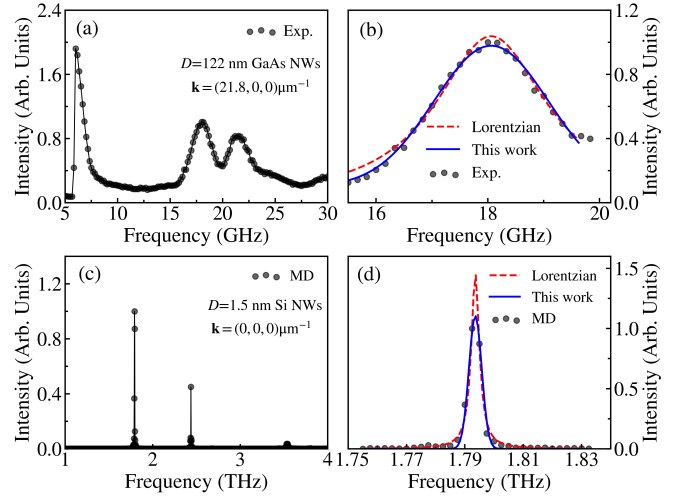 (a)
Exp.
D=122 nm GaAs NWs
k = (21.8,0,0)μm⁻¹
Intensity (Arb. Units)
2.4
1.6
0.8
0.0
5 10 15 20 25 30
Frequency (GHz)
(b)
Lorentzian
This work
Exp.
Intensity (Arb. Units)
1.2
0.8
0.4
0.0
16 17 18 19 20
Frequency (GHz)
(c)
MD
D=1.5 nm Si NWs
k = (0,0,0)μm⁻¹
Intensity (Arb. Units)
1.2
0.8
0.4
0.0
1 2 3 4
Frequency (THz)
(d)
Lorentzian
This work
MD
Intensity (Arb. Units)
1.5
1.0
0.5
0.0
1.75 1.77 1.79 1.81 1.83
Frequency (THz)